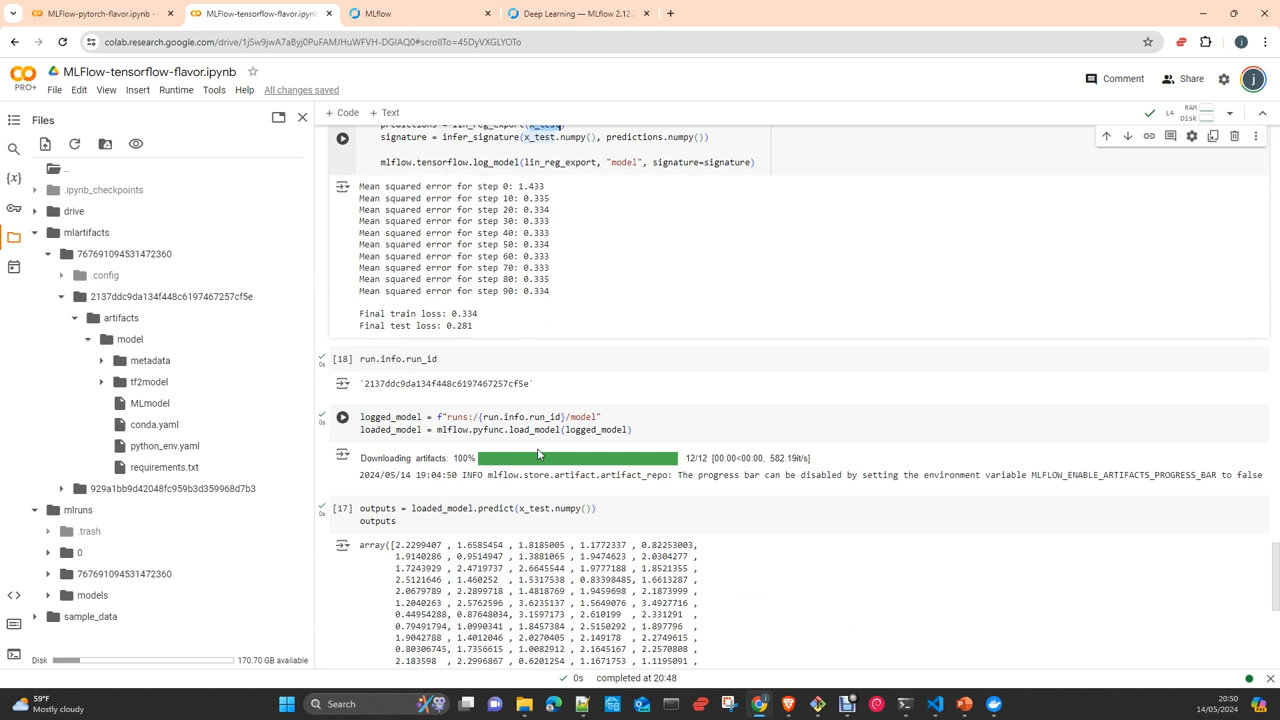 MLFlow-pytorch-flavor.ipynb -
MLFlow-tensorflow-flavor.ipynb
MLflow
Deep Learning — MLflow 2.12.
colab.research.google.com/drive/1jSw9jwA7aByj0PuFAMJHuWFVH-DGIAQ0#scrollTo=45DyVXGLYOTo
MLFlow-tensorflow-flavor.ipynb
PRO+
File Edit View Insert Runtime Tools Help All changes saved
Comment
Share
Files
+ Code + Text
L4
RAM
Disk
..
.ipynb_checkpoints
drive
mlartifacts
767691094531472360
.config
2137ddc9da134f448c6197467257cf5e
artifacts
model
metadata
tf2model
MLmodel
conda.yaml
python_env.yaml
requirements.txt
929a1bb9d42048fc959b3d359968d7b3
mlruns
.trash
0
767691094531472360
models
sample_data
Disk
170.70 GB available
predictions = lin_reg_export(x_test)
signature = infer_signature(x_test.numpy(), predictions.numpy())
mlflow.tensorflow.log_model(lin_reg_export, "model", signature=signature)
Mean squared error for step 0: 1.433
Mean squared error for step 10: 0.335
Mean squared error for step 20: 0.334
Mean squared error for step 30: 0.333
Mean squared error for step 40: 0.333
Mean squared error for step 50: 0.334
Mean squared error for step 60: 0.333
Mean squared error for step 70: 0.333
Mean squared error for step 80: 0.335
Mean squared error for step 90: 0.334
Final train loss: 0.334
Final test loss: 0.281
0s
[18] run.info.run_id
'2137ddc9da134f448c6197467257cf5e'
0s
logged_model = f"runs:/{run.info.run_id}/model"
loaded_model = mlflow.pyfunc.load_model(logged_model)
Downloading artifacts: 100% 12/12 [00:00<00:00, 582.19it/s]
2024/05/14 19:04:50 INFO mlflow.store.artifact.artifact_repo: The progress bar can be disabled by setting the environment variable MLFLOW_ENABLE_ARTIFACTS_PROGRESS_BAR to false
0s
[17] outputs = loaded_model.predict(x_test.numpy())
outputs
array([2.2299407 , 1.6585454 , 1.8185005 , 1.1772337 , 0.82253003,
1.9140286 , 0.9514947 , 1.3881065 , 1.9474623 , 2.0304277 ,
1.7243929 , 2.4719737 , 2.6645544 , 1.9777188 , 1.8521355 ,
2.5121646 , 1.460252 , 1.5317538 , 0.83398485, 1.6613287 ,
2.0679789 , 2.2899718 , 1.4818769 , 1.9459698 , 2.1873999 ,
1.2040263 , 2.5762596 , 3.6235137 , 1.5649076 , 3.4927716 ,
0.44954288, 0.87648034, 3.1597173 , 2.610199 , 2.331291 ,
0.79491794, 1.0990341 , 1.8457384 , 2.5150292 , 1.897796 ,
1.9042788 , 1.4012046 , 2.0270405 , 2.149178 , 2.2749615 ,
0.80306745, 1.7356615 , 1.0082912 , 2.1645167 , 2.2570808 ,
2.183598 , 2.2996867 , 0.6201254 , 1.1671753 , 1.1195091 ,
0s completed at 20:48
59°F
Mostly cloudy
Search
20:50
14/05/2024